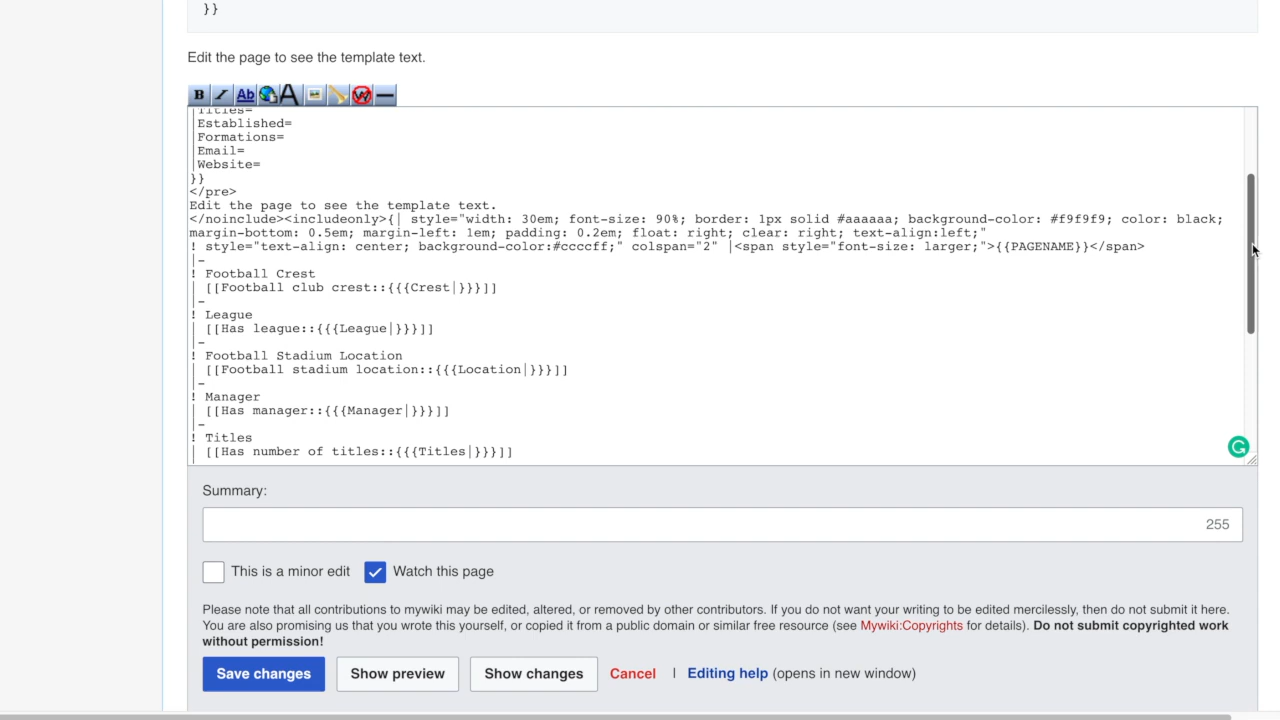 }}
Edit the page to see the template text.
B I Ab A
|Titles=
|Established=
|Formations=
|Email=
|Website=
}}
</pre>
Edit the page to see the template text.
</noinclude><includeonly>{| style="width: 30em; font-size: 90%; border: 1px solid #aaaaaa; background-color: #f9f9f9; color: black;
margin-bottom: 0.5em; margin-left: 1em; padding: 0.2em; float: right; clear: right; text-align:left;"
! style="text-align: center; background-color:#ccccff;" colspan="2" |<span style="font-size: larger;">{{PAGENAME}}</span>
|-
! Football Crest
| [[Football club crest::{{{Crest|}}}]]
|-
! League
| [[Has league::{{{League|}}}]]
|-
! Football Stadium Location
| [[Football stadium location::{{{Location|}}}]]
|-
! Manager
| [[Has manager::{{{Manager|}}}]]
|-
! Titles
| [[Has number of titles::{{{Titles|}}}]]
Summary:
255
This is a minor edit Watch this page
Please note that all contributions to mywiki may be edited, altered, or removed by other contributors. If you do not want your writing to be edited mercilessly, then do not submit it here.
You are also promising us that you wrote this yourself, or copied it from a public domain or similar free resource (see Mywiki:Copyrights for details). Do not submit copyrighted work
without permission!
Save changes Show preview Show changes Cancel | Editing help (opens in new window)